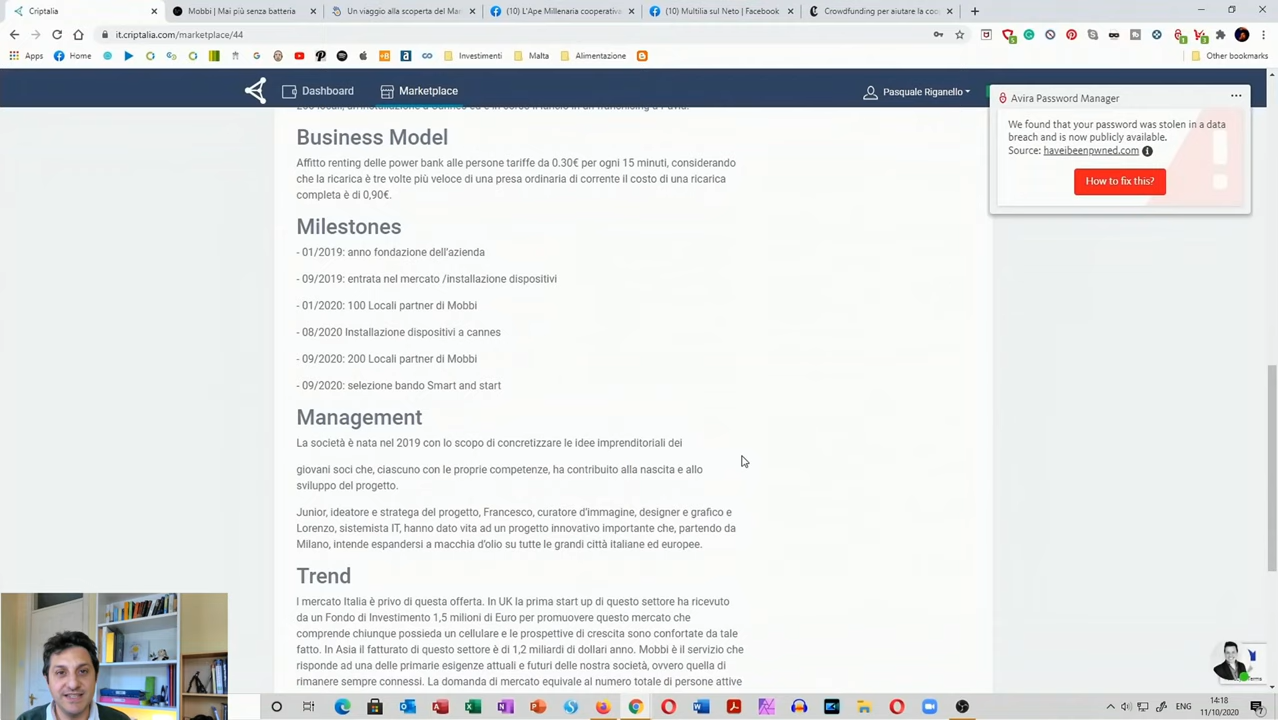 Criptalia
Mobbi | Mai più senza batteria
Un viaggio alla scoperta del Mar
(10) L'Ape Millenaria cooperativa
(10) Multilia sul Neto | Facebook
Crowdfunding per aiutare la coo
it.criptalia.com/marketplace/44
Apps Home Investimenti Malta Alimentazione Other bookmarks
Dashboard Marketplace Pasquale Riganello
Avira Password Manager
We found that your password was stolen in a data
breach and is now publicly available.
Source: haveibeenpwned.com
How to fix this?
Business Model
Affitto renting delle power bank alle persone tariffe da 0.30€ per ogni 15 minuti, considerando
che la ricarica è tre volte più veloce di una presa ordinaria di corrente il costo di una ricarica
completa è di 0,90€.
Milestones
- 01/2019: anno fondazione dell'azienda
- 09/2019: entrata nel mercato /installazione dispositivi
- 01/2020: 100 Locali partner di Mobbi
- 08/2020 Installazione dispositivi a cannes
- 09/2020: 200 Locali partner di Mobbi
- 09/2020: selezione bando Smart and start
Management
La società è nata nel 2019 con lo scopo di concretizzare le idee imprenditoriali dei
giovani soci che, ciascuno con le proprie competenze, ha contribuito alla nascita e allo
sviluppo del progetto.
Junior, ideatore e stratega del progetto, Francesco, curatore d'immagine, designer e grafico e
Lorenzo, sistemista IT, hanno dato vita ad un progetto innovativo importante che, partendo da
Milano, intende espandersi a macchia d'olio su tutte le grandi città italiane ed europee.
Trend
l mercato Italia è privo di questa offerta. In UK la prima start up di questo settore ha ricevuto
da un Fondo di Investimento 1,5 milioni di Euro per promuovere questo mercato che
comprende chiunque possieda un cellulare e le prospettive di crescita sono confortate da tale
fatto. In Asia il fatturato di questo settore è di 1,2 miliardi di dollari anno. Mobbi è il servizio che
risponde ad una delle primarie esigenze attuali e futuri delle nostra società, ovvero quella di
rimanere sempre connessi. La domanda di mercato equivale al numero totale di persone attive
ENG
14:18
11/10/2020